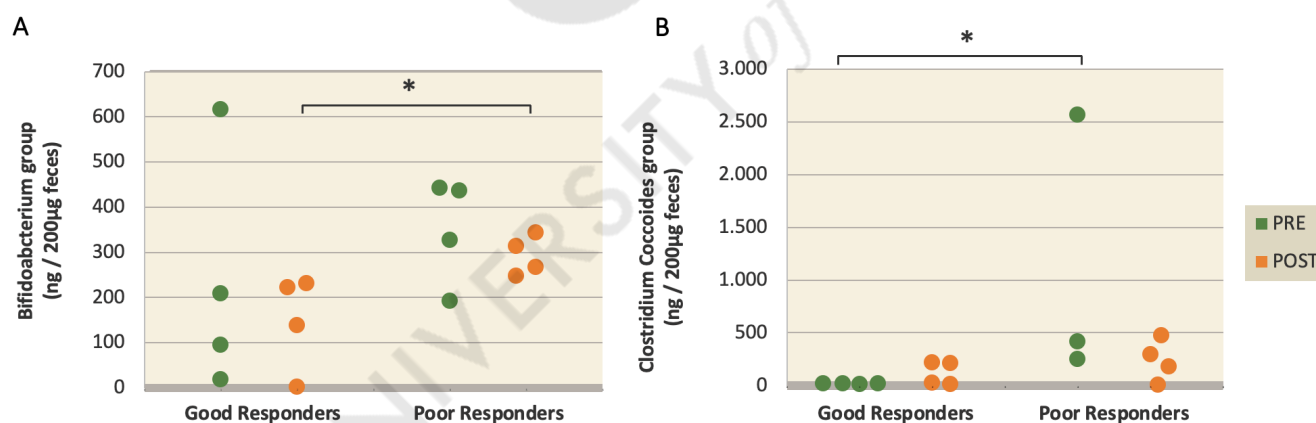 A
Bifidoabcterium group
(ng / 200µg feces)
700
600
500
400
300
200
100
0
*
Good Responders
Poor Responders
B
Clostridium Coccoides group
(ng / 200µg feces)
3.000
2.500
2.000
1.500
1.000
500
0
*
Good Responders
Poor Responders
PRE
POST
UNIVERSITY of